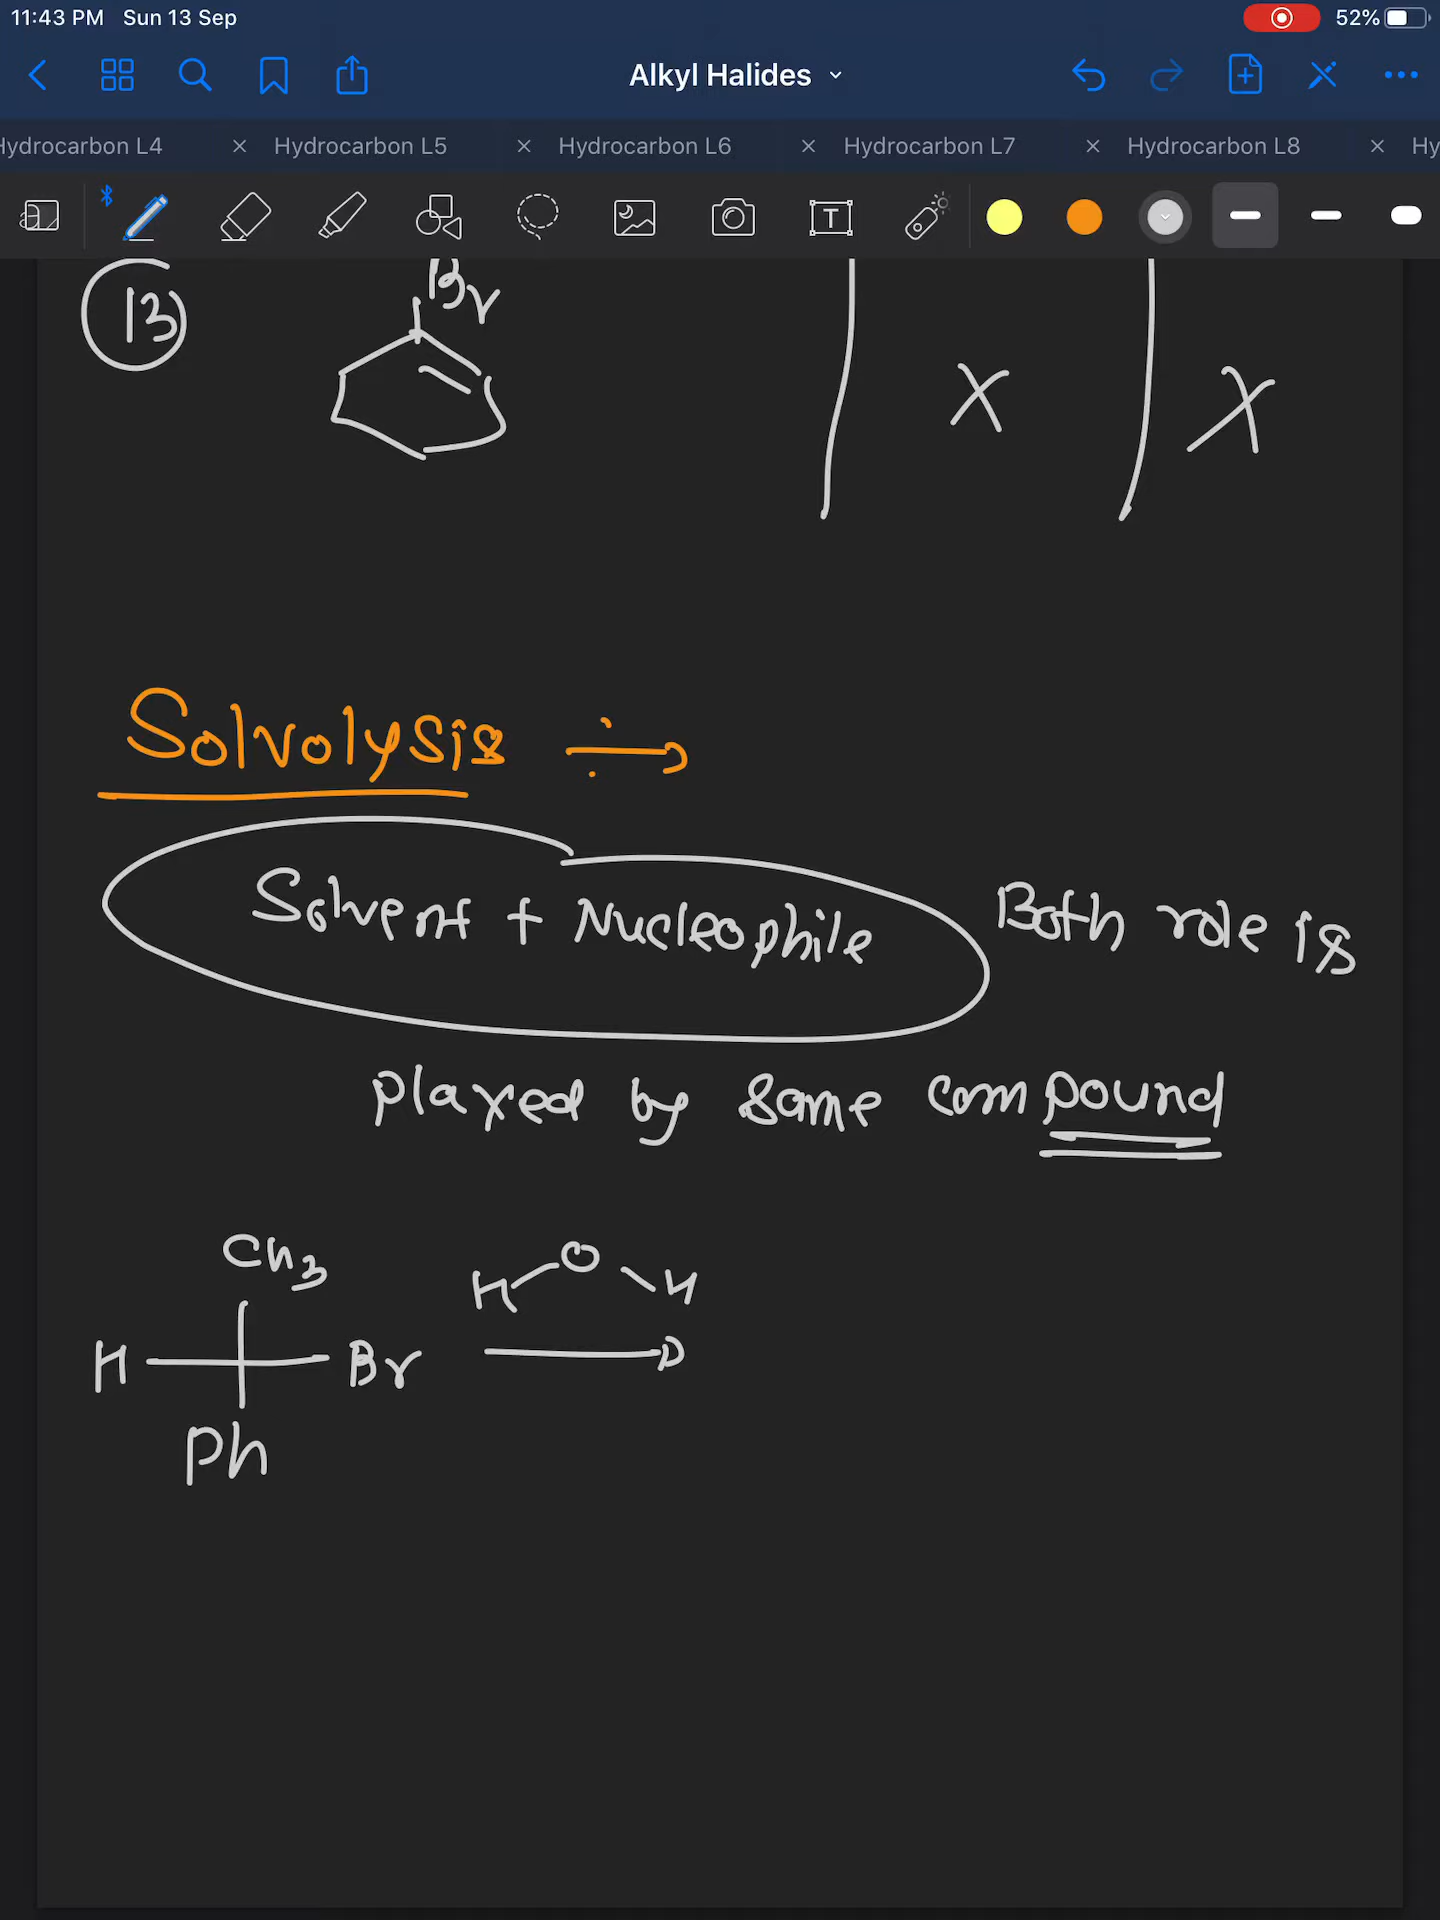 11:43 PM Sun 13 Sep 52%
Alkyl Halides
Hydrocarbon L4 × Hydrocarbon L5 × Hydrocarbon L6 × Hydrocarbon L7 × Hydrocarbon L8 × Hy
T
13 Br
X X
Solvolysis
Solvent + Nucleophile Both role is
played by same compound
CH3 H O H
H Br
Ph